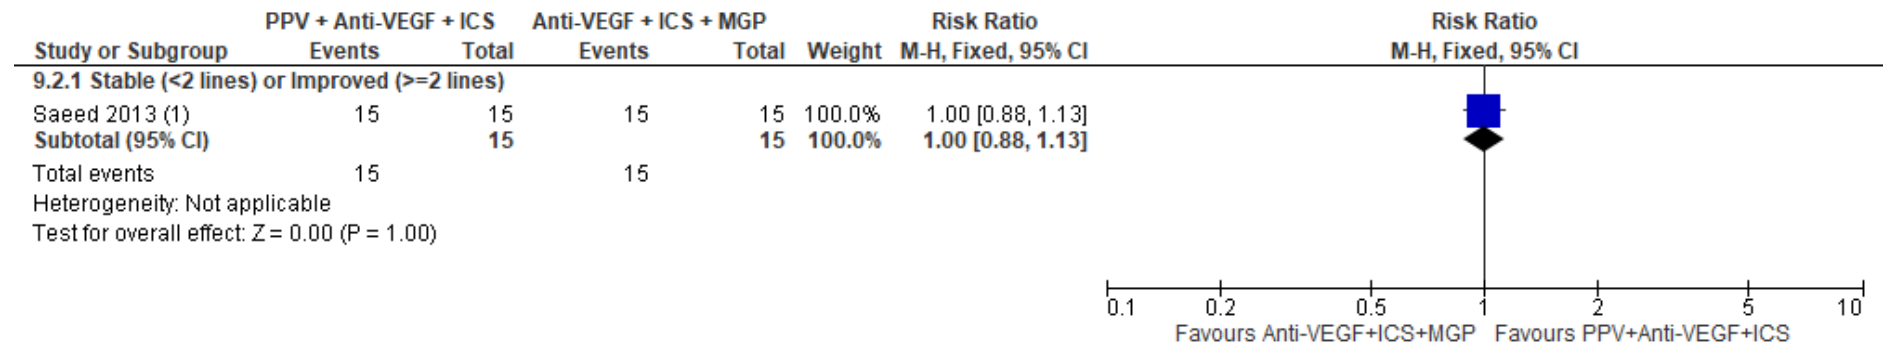 PPV + Anti-VEGF + ICS Anti-VEGF + ICS + MGP Risk Ratio Risk Ratio
Study or Subgroup Events Total Events Total Weight M-H, Fixed, 95% CI M-H, Fixed, 95% CI
9.2.1 Stable (<2 lines) or Improved (>=2 lines)
Saeed 2013 (1) 15 15 15 15 100.0% 1.00 [0.88, 1.13]
Subtotal (95% CI) 15 15 100.0% 1.00 [0.88, 1.13]
Total events 15 15
Heterogeneity: Not applicable
Test for overall effect: Z = 0.00 (P = 1.00)
0.1 0.2 0.5 1 2 5 10
Favours Anti-VEGF+ICS+MGP Favours PPV+Anti-VEGF+ICS